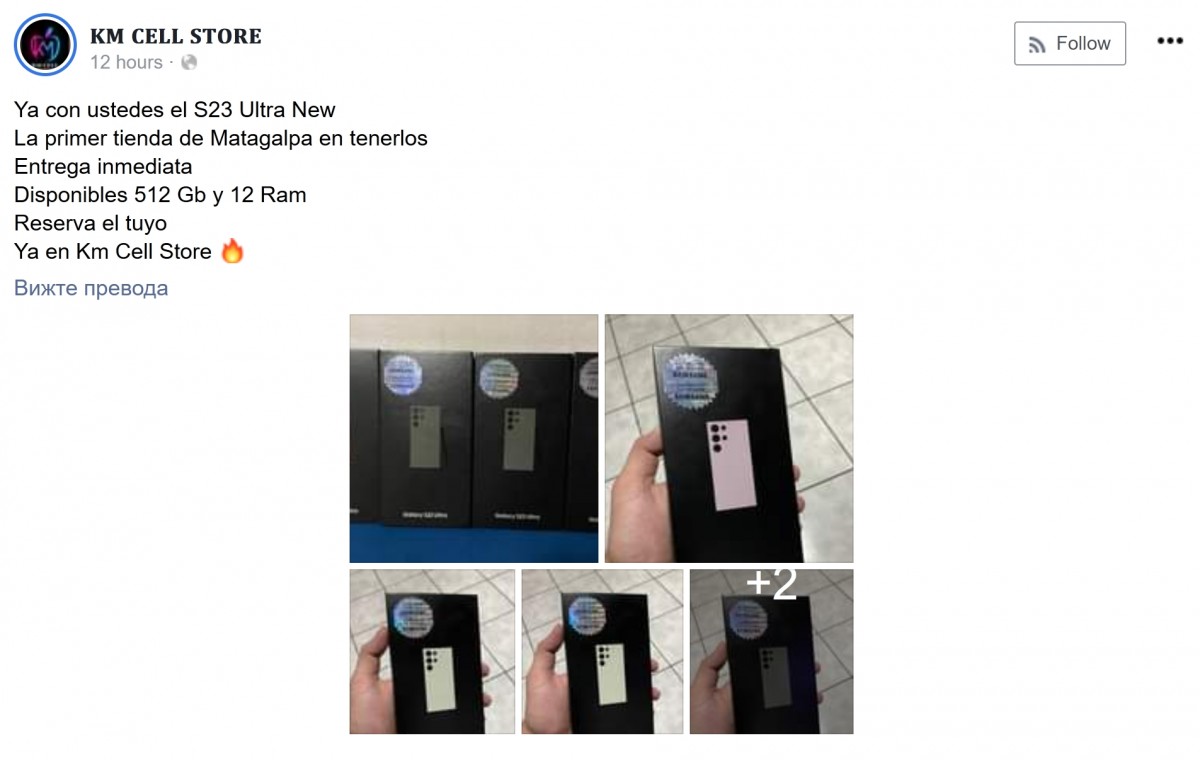 KM CELL STORE
12 hours ·
Follow
Ya con ustedes el S23 Ultra New
La primer tienda de Matagalpa en tenerlos
Entrega inmediata
Disponibles 512 Gb y 12 Ram
Reserva el tuyo
Ya en Km Cell Store 🔥
Вижте превода
SAMSUNG
Galaxy S23 Ultra
Galaxy S23 Ultra
SAMSUNG
+2